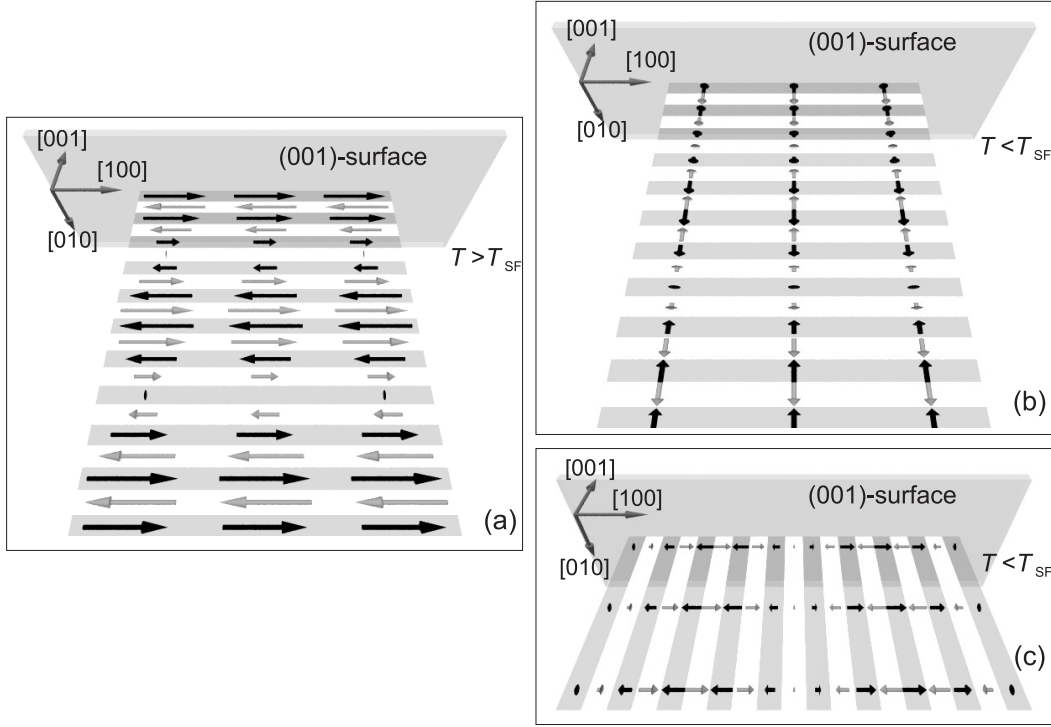 [001]
[100]
[010]
(001)-surface
T > T_SF
(a)
[001]
[100]
[010]
(001)-surface
T < T_SF
(b)
[001]
[100]
[010]
(001)-surface
T < T_SF
(c)